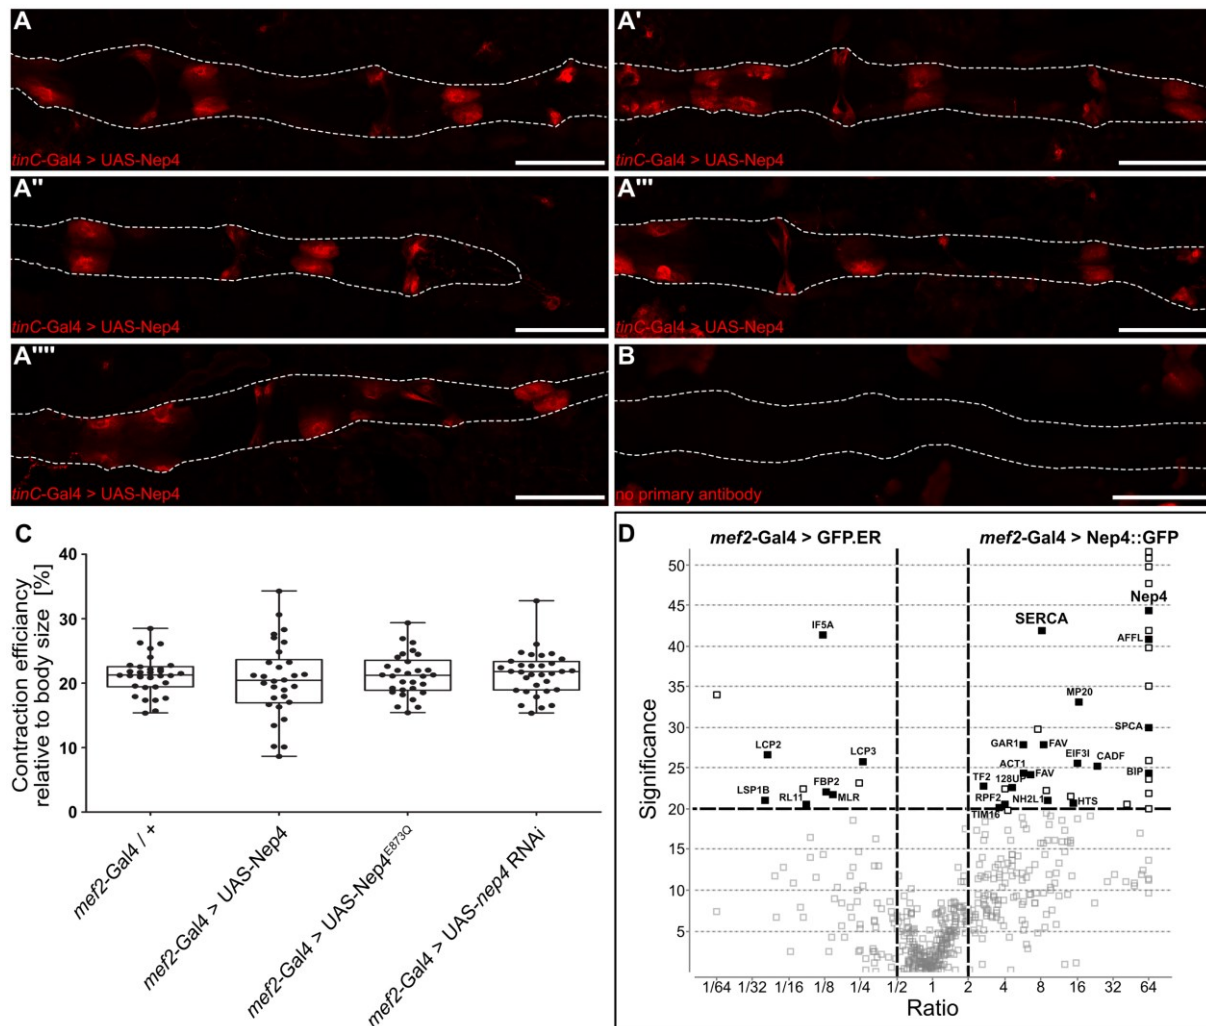 A
tinC-Gal4 > UAS-Nep4
A'
tinC-Gal4 > UAS-Nep4
A''
tinC-Gal4 > UAS-Nep4
A'''
tinC-Gal4 > UAS-Nep4
A''''
tinC-Gal4 > UAS-Nep4
B
no primary antibody
C
Contraction efficiancy
relative to body size [%]
40
30
20
10
0
mef2-Gal4 / +
mef2-Gal4 > UAS-Nep4
mef2-Gal4 > UAS-Nep4E873Q
mef2-Gal4 > UAS-nep4 RNAi
D
mef2-Gal4 > GFP.ER
mef2-Gal4 > Nep4::GFP
Significance
50
45
40
35
30
25
20
15
10
5
Nep4
SERCA
IF5A
AFFL
MP20
SPCA
GAR1
FAV
LCP2
LCP3
EIF3I
CADF
ACT1
FAV
BIP
TF2
128UP
FBP2
LSP1B
RL11
MLR
RPF2
NH2L1
HTS
TIM16
1/64
1/32
1/16
1/8
1/4
1/2
1
2
4
8
16
32
64
Ratio